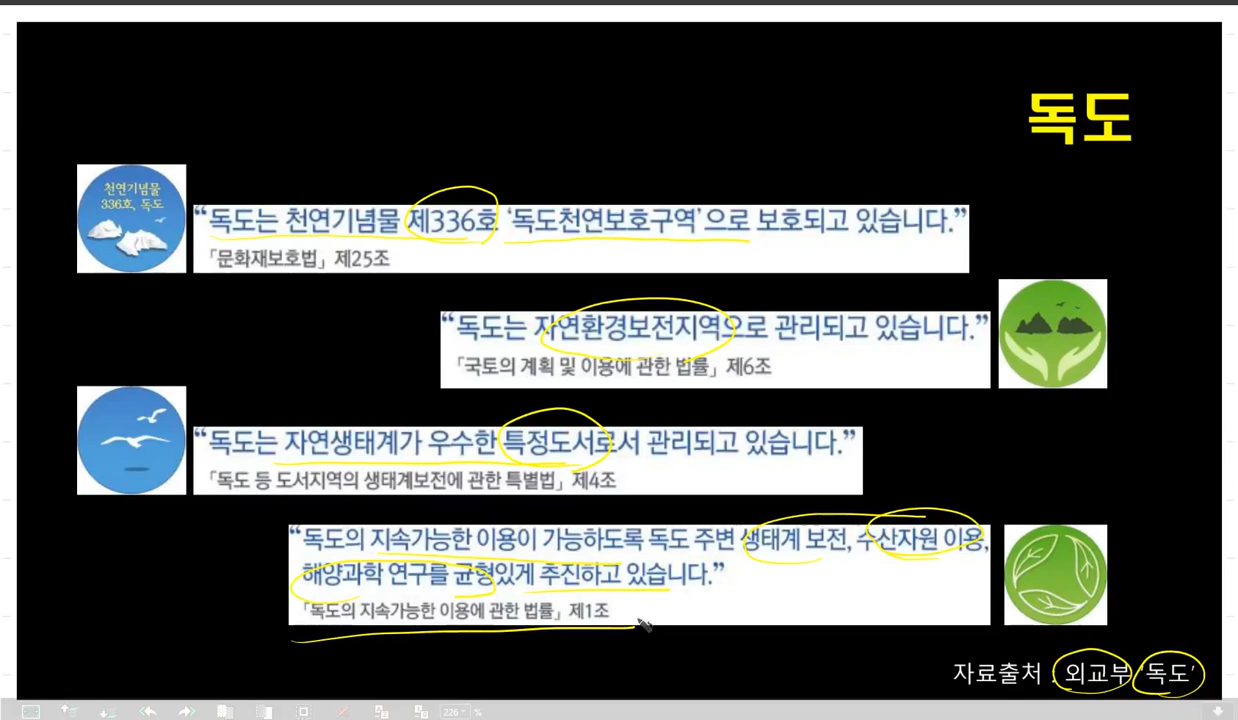 독도
천연기념물
336호, 독도
“독도는 천연기념물 제336호 ‘독도천연보호구역’으로 보호되고 있습니다.”
「문화재보호법」 제25조
“독도는 자연환경보전지역으로 관리되고 있습니다.”
「국토의 계획 및 이용에 관한 법률」 제6조
“독도는 자연생태계가 우수한 특정도서로서 관리되고 있습니다.”
「독도 등 도서지역의 생태계보전에 관한 특별법」 제4조
“독도의 지속가능한 이용이 가능하도록 독도 주변 생태계 보전, 수산자원 이용,
해양과학 연구를 균형있게 추진하고 있습니다.”
「독도의 지속가능한 이용에 관한 법률」 제1조
자료출처 : 외교부 '독도'
226 %